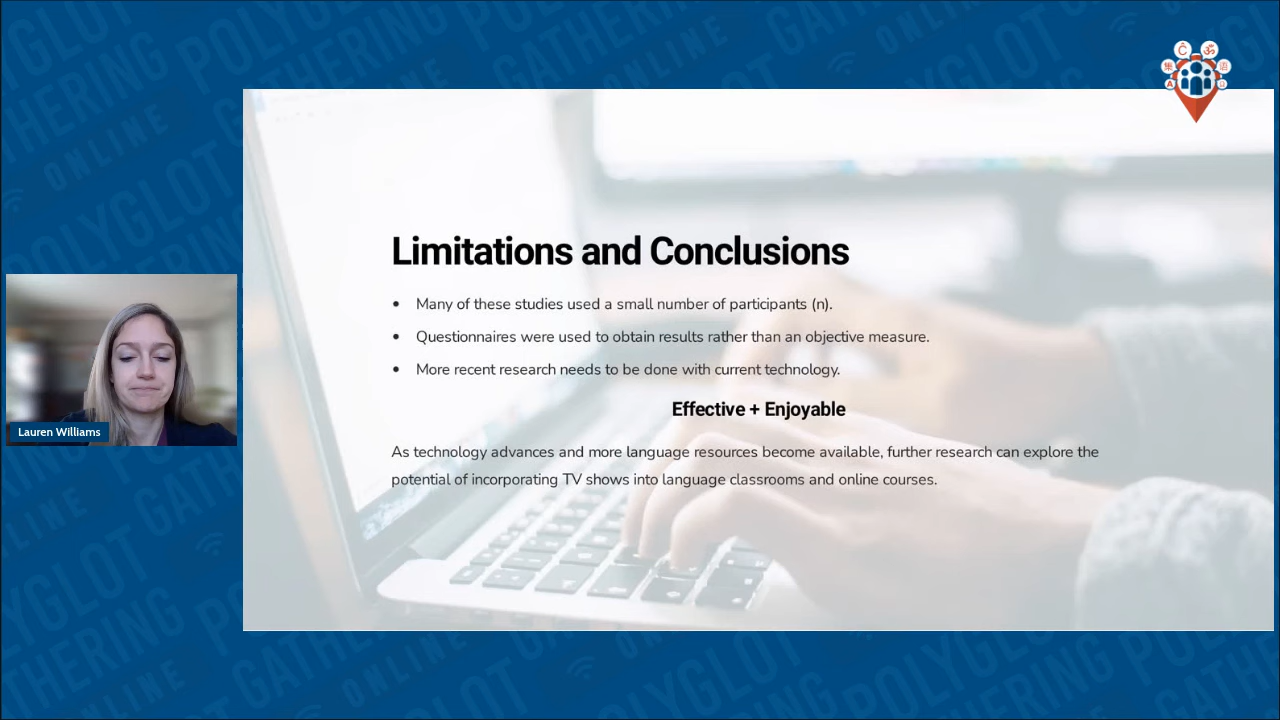 Limitations and Conclusions
• Many of these studies used a small number of participants (n).
• Questionnaires were used to obtain results rather than an objective measure.
• More recent research needs to be done with current technology.
Effective + Enjoyable
As technology advances and more language resources become available, further research can explore the
potential of incorporating TV shows into language classrooms and online courses.
Lauren Williams
POLYGLOT
GATHERING
ONLINE